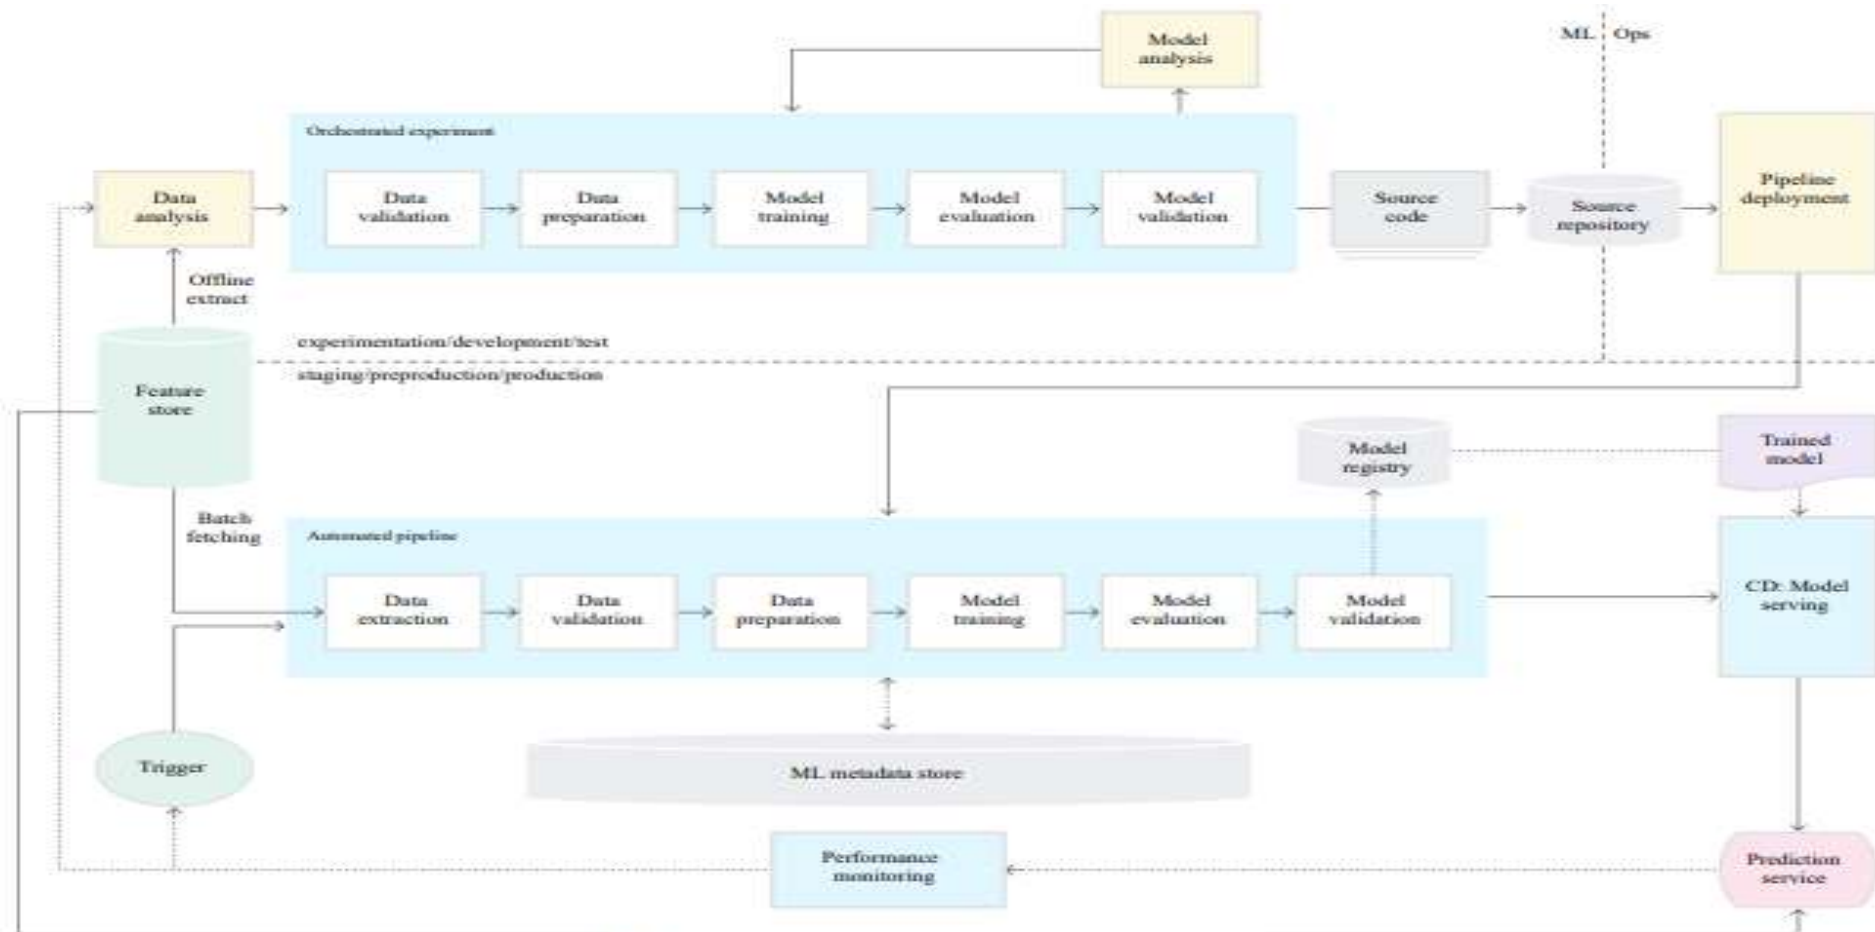 Model
analysis
ML
Ops
Orchestrated experiment
Data
analysis
Data
validation
Data
preparation
Model
training
Model
evaluation
Model
validation
Source
code
Source
repository
Pipeline
deployment
Offline
extract
experimentation/development/test
staging/preproduction/production
Feature
store
Model
registry
Trained
model
Batch
fetching
Automated pipeline
Data
extraction
Data
validation
Data
preparation
Model
training
Model
evaluation
Model
validation
CD: Model
serving
Trigger
ML metadata store
Performance
monitoring
Prediction
service